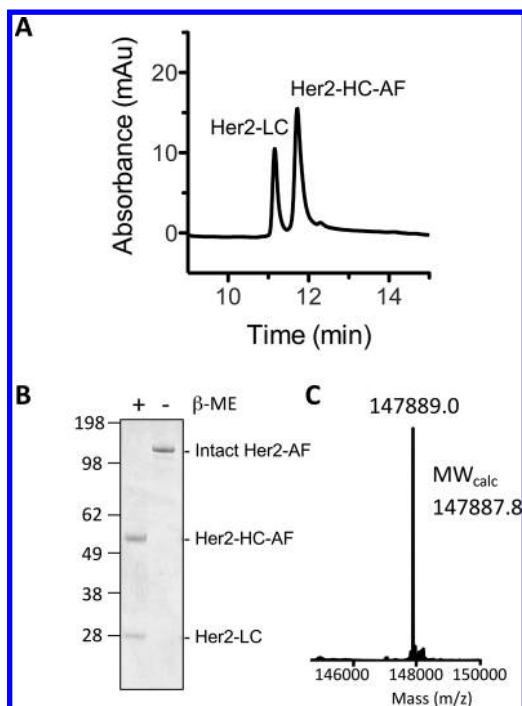 A
Absorbance (mAu)
20
10
0
Her2-LC
Her2-HC-AF
10 12 14
Time (min)
B
+ - β-ME
198
98
62
49
38
28
- Intact Her2-AF
- Her2-HC-AF
- Her2-LC
C
147889.0
MWcalc
147887.8
146000 148000 150000
Mass (m/z)